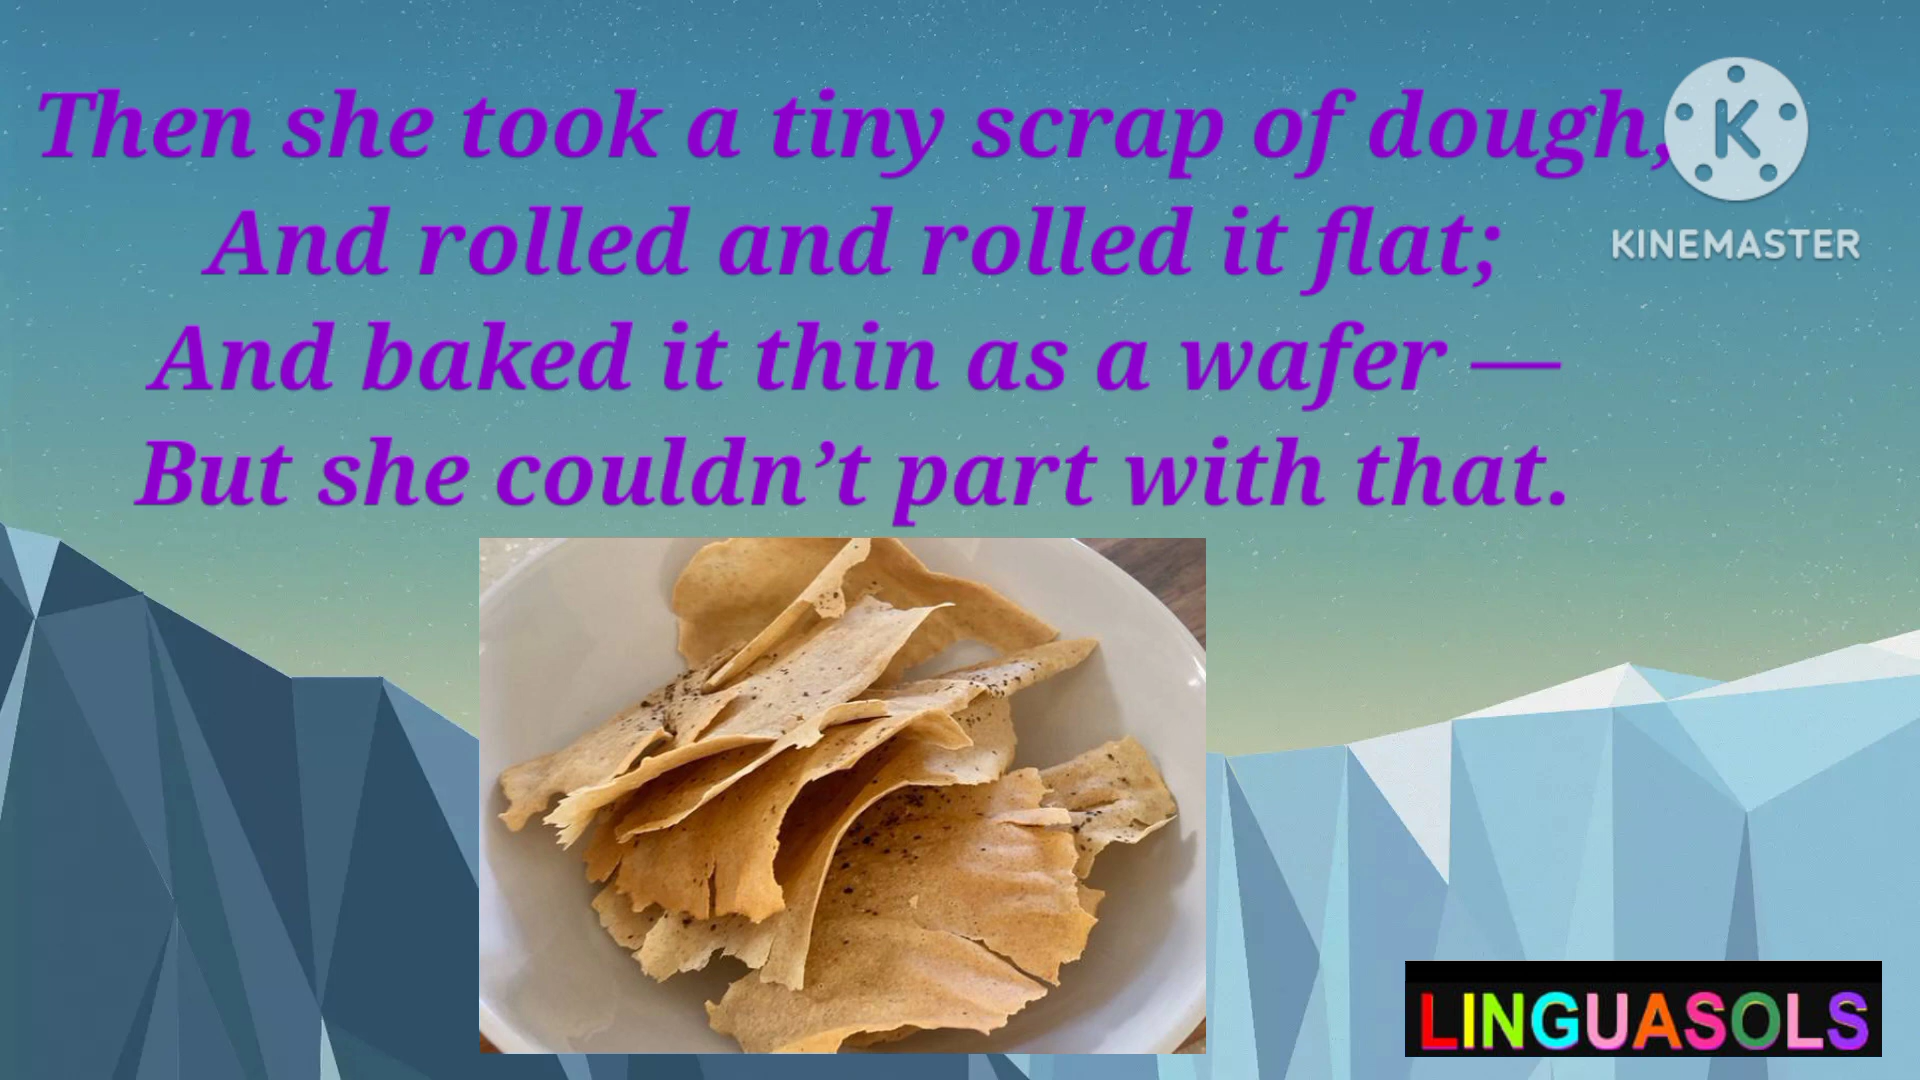 Then she took a tiny scrap of dough,
And rolled and rolled it flat;
And baked it thin as a wafer —
But she couldn’t part with that.
K
KINEMASTER
LINGUASOLS